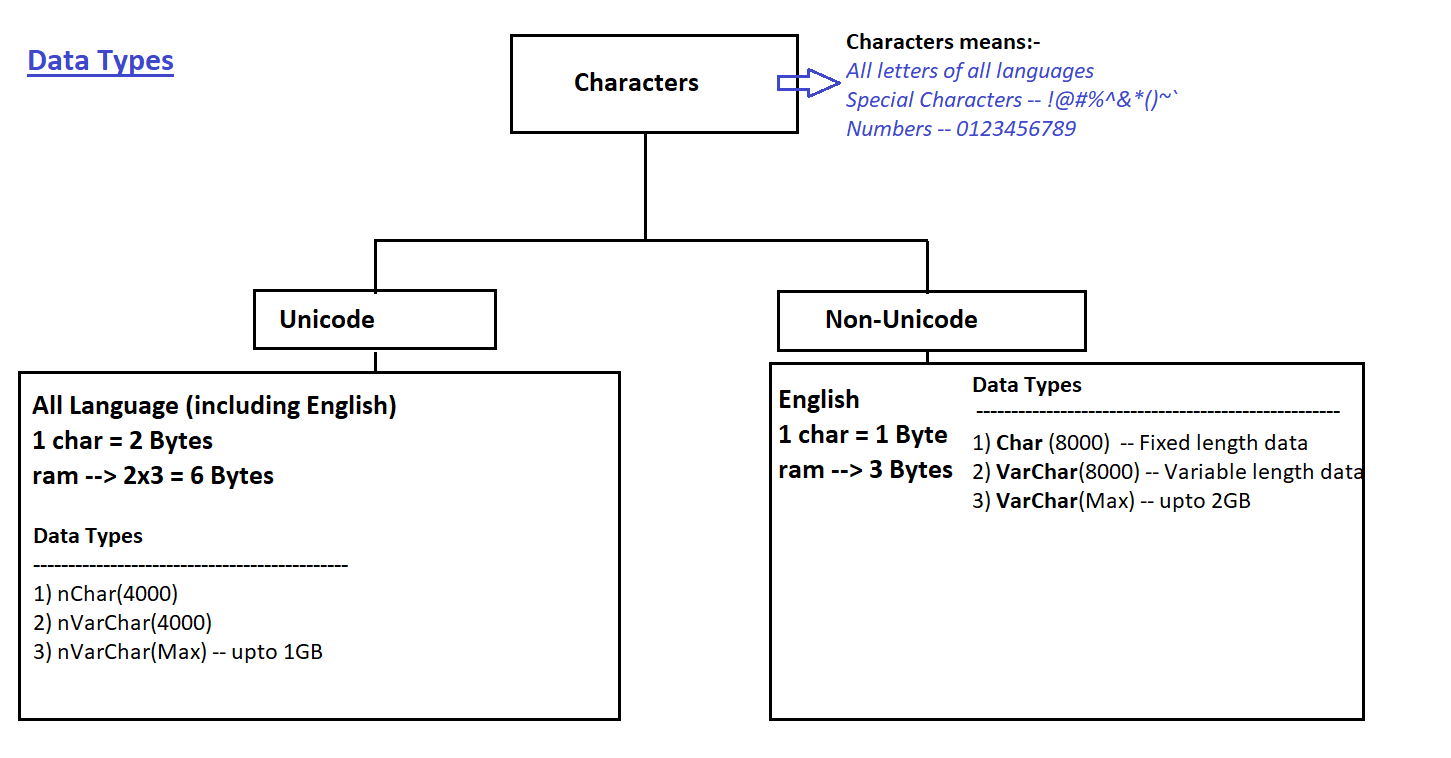 Data Types
Characters
Characters means:-
All letters of all languages
Special Characters -- !@#%^&*()~`
Numbers -- 0123456789
Unicode
Non-Unicode
All Language (including English)
1 char = 2 Bytes
ram --> 2x3 = 6 Bytes
Data Types
---------------------------------------------
1) nChar(4000)
2) nVarChar(4000)
3) nVarChar(Max) -- upto 1GB
English
1 char = 1 Byte
ram --> 3 Bytes
Data Types
----------------------------------------------------
1) Char (8000)  -- Fixed length data
2) VarChar(8000) -- Variable length data
3) VarChar(Max) -- upto 2GB